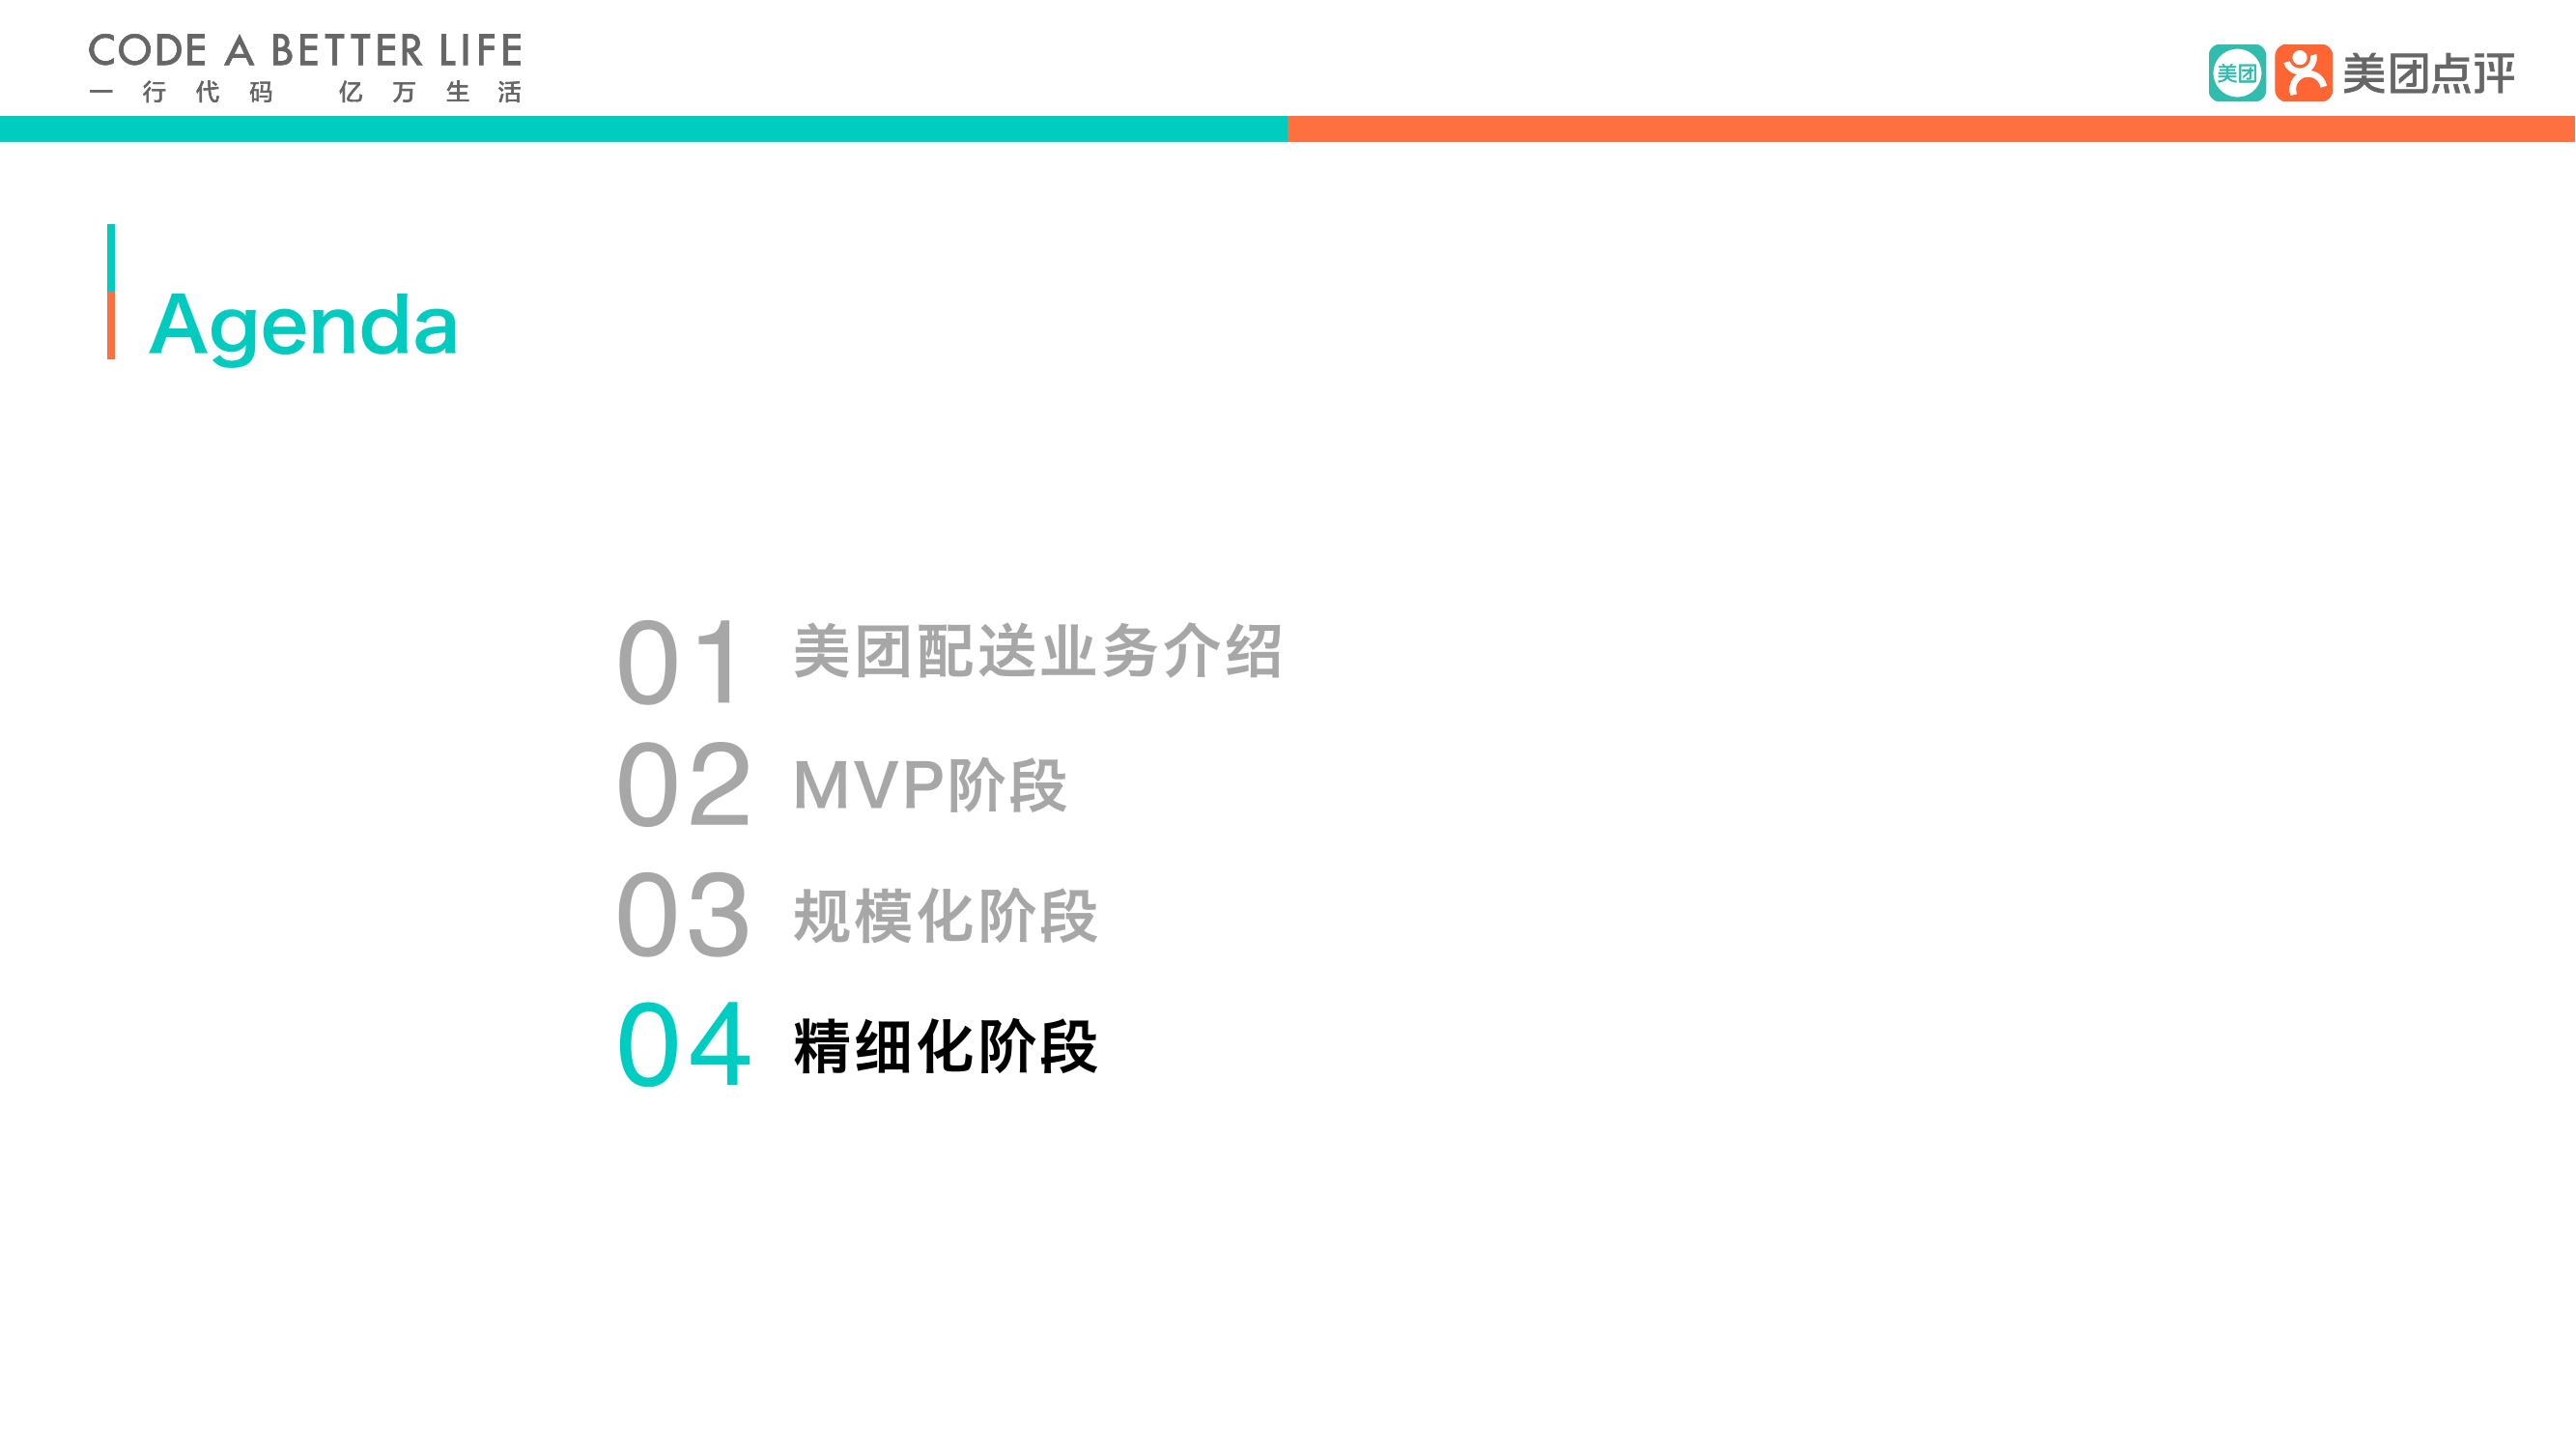 CODE A BETTER LIFE
一行代码 亿万生活
美团 美团点评
Agenda
01 美团配送业务介绍
02 MVP阶段
03 规模化阶段
04 精细化阶段